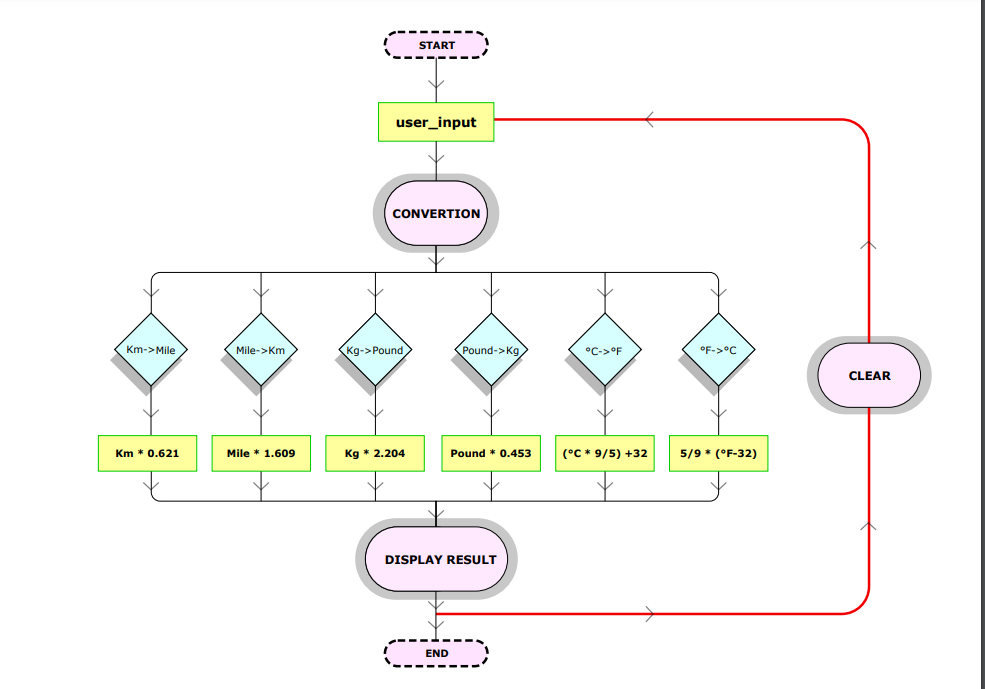 START
user_input
CONVERTION
Km->Mile
Mile->Km
Kg->Pound
Pound->Kg
°C->°F
°F->°C
CLEAR
Km * 0.621
Mile * 1.609
Kg * 2.204
Pound * 0.453
(°C * 9/5) +32
5/9 * (°F-32)
DISPLAY RESULT
END